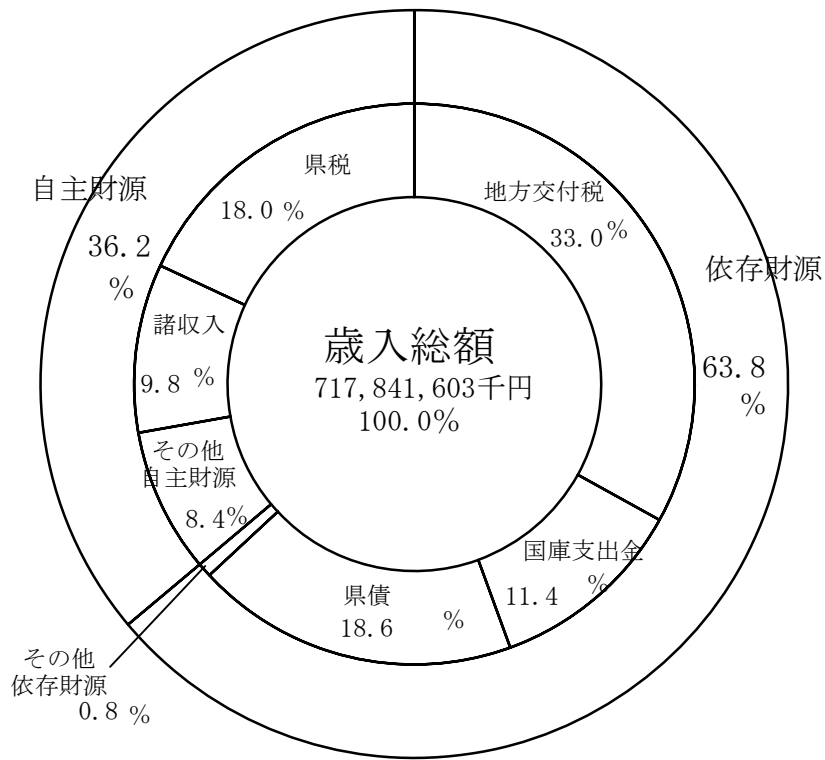 県税
18.0 %
地方交付税
33.0%
自主財源
36.2
%
依存財源
63.8
%
諸収入
9.8 %
歳入総額
717,841,603千円
100.0%
その他
自主財源
8.4%
国庫支出金
11.4 %
県債
18.6 %
その他
依存財源
0.8 %